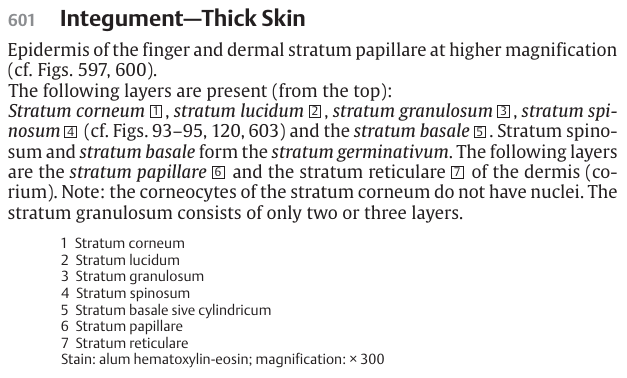 601 Integument—Thick Skin
Epidermis of the finger and dermal stratum papillare at higher magnification
(cf. Figs. 597, 600).
The following layers are present (from the top):
Stratum corneum 1, stratum lucidum 2, stratum granulosum 3, stratum spi-
nosum 4 (cf. Figs. 93–95, 120, 603) and the stratum basale 5. Stratum spino-
sum and stratum basale form the stratum germinativum. The following layers
are the stratum papillare 6 and the stratum reticulare 7 of the dermis (co-
rium). Note: the corneocytes of the stratum corneum do not have nuclei. The
stratum granulosum consists of only two or three layers.
1 Stratum corneum
2 Stratum lucidum
3 Stratum granulosum
4 Stratum spinosum
5 Stratum basale sive cylindricum
6 Stratum papillare
7 Stratum reticulare
Stain: alum hematoxylin-eosin; magnification: × 300